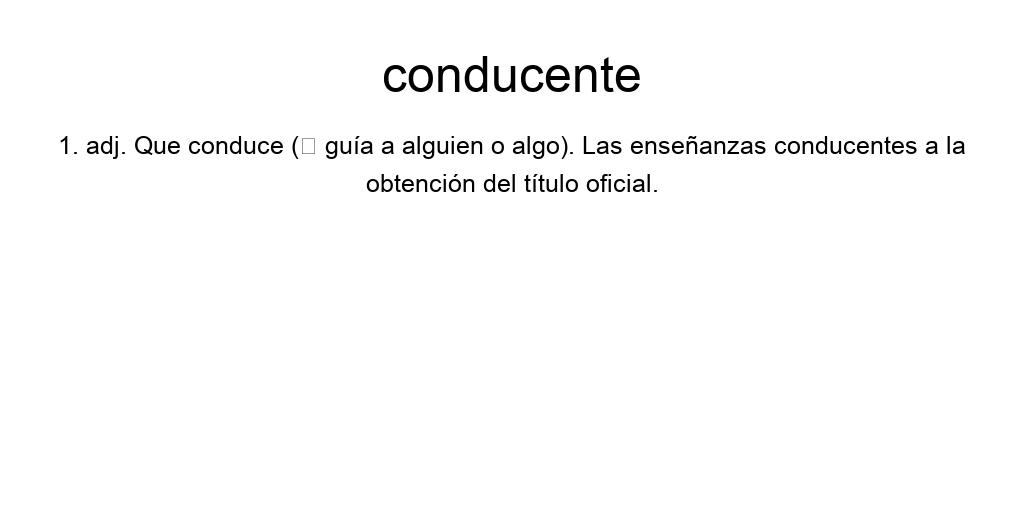 conducente
1. adj. Que conduce (□ guía a alguien o algo). Las enseñanzas conducentes a la
obtención del título oficial.